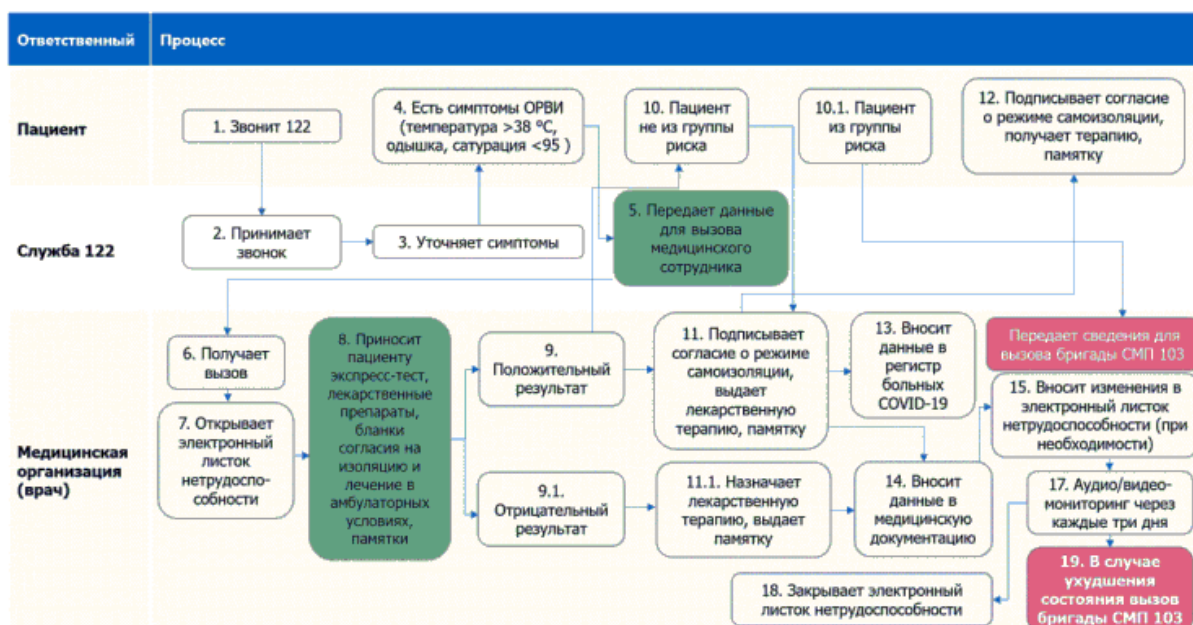 Ответственный
Процесс
Пациент
1. Звонит 122
4. Есть симптомы ОРВИ
(температура >38 ºС,
одышка, сатурация <95 )
10. Пациент
не из группы
риска
10.1. Пациент
из группы
риска
12. Подписывает согласие
о режиме самоизоляции,
получает терапию,
памятку
Служба 122
2. Принимает
звонок
3. Уточняет симптомы
5. Передает данные
для вызова
медицинского
сотрудника
Медицинская
организация
(врач)
6. Получает
вызов
7. Открывает
электронный
листок
нетрудоспо-
собности
8. Приносит
пациенту
экспресс-тест,
лекарственные
препараты,
бланки
согласия на
изоляцию и
лечение в
амбулаторных
условиях,
памятки
9.
Положительный
результат
9.1.
Отрицательный
результат
11. Подписывает
согласие о режиме
самоизоляции,
выдает
лекарственную
терапию, памятку
11.1. Назначает
лекарственную
терапию, выдает
памятку
13. Вносит
данные в
регистр
больных
COVID-19
14. Вносит
данные в
медицинскую
документацию
Передает сведения для
вызова бригады СМП 103
15. Вносит изменения в
электронный листок
нетрудоспособности (при
необходимости)
17. Аудио/видео-
мониторинг через
каждые три дня
18. Закрывает электронный
листок нетрудоспособности
19. В случае
ухудшения
состояния вызов
бригады СМП 103